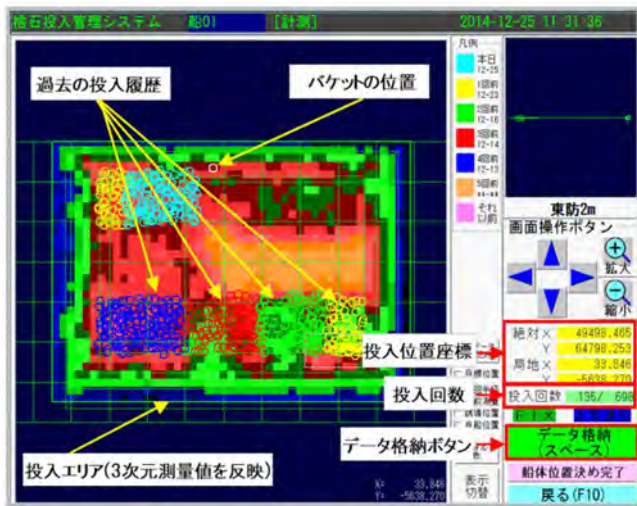 捨石投入管理システム 船01 [計測] 2014-12-25 11:31:36
過去の投入履歴
バケットの位置
凡例
本日
12-25
1回前
12-23
2回前
12-16
3回前
12-14
4回前
12-13
5回前
それ
以前
東防2m
画面操作ボタン
拡大
縮小
絶対X 49498.465
Y 64798.253
局地X 33.846
Y -5638.270
投入位置座標
投入回数
投入回数 135/ 698
データ格納ボタン
データ格納
(スペース)
投入エリア(3次元測量値を反映)
X= 33.846
Y= -5638.270
表示
切替
船体位置決め完了
戻る(F10)